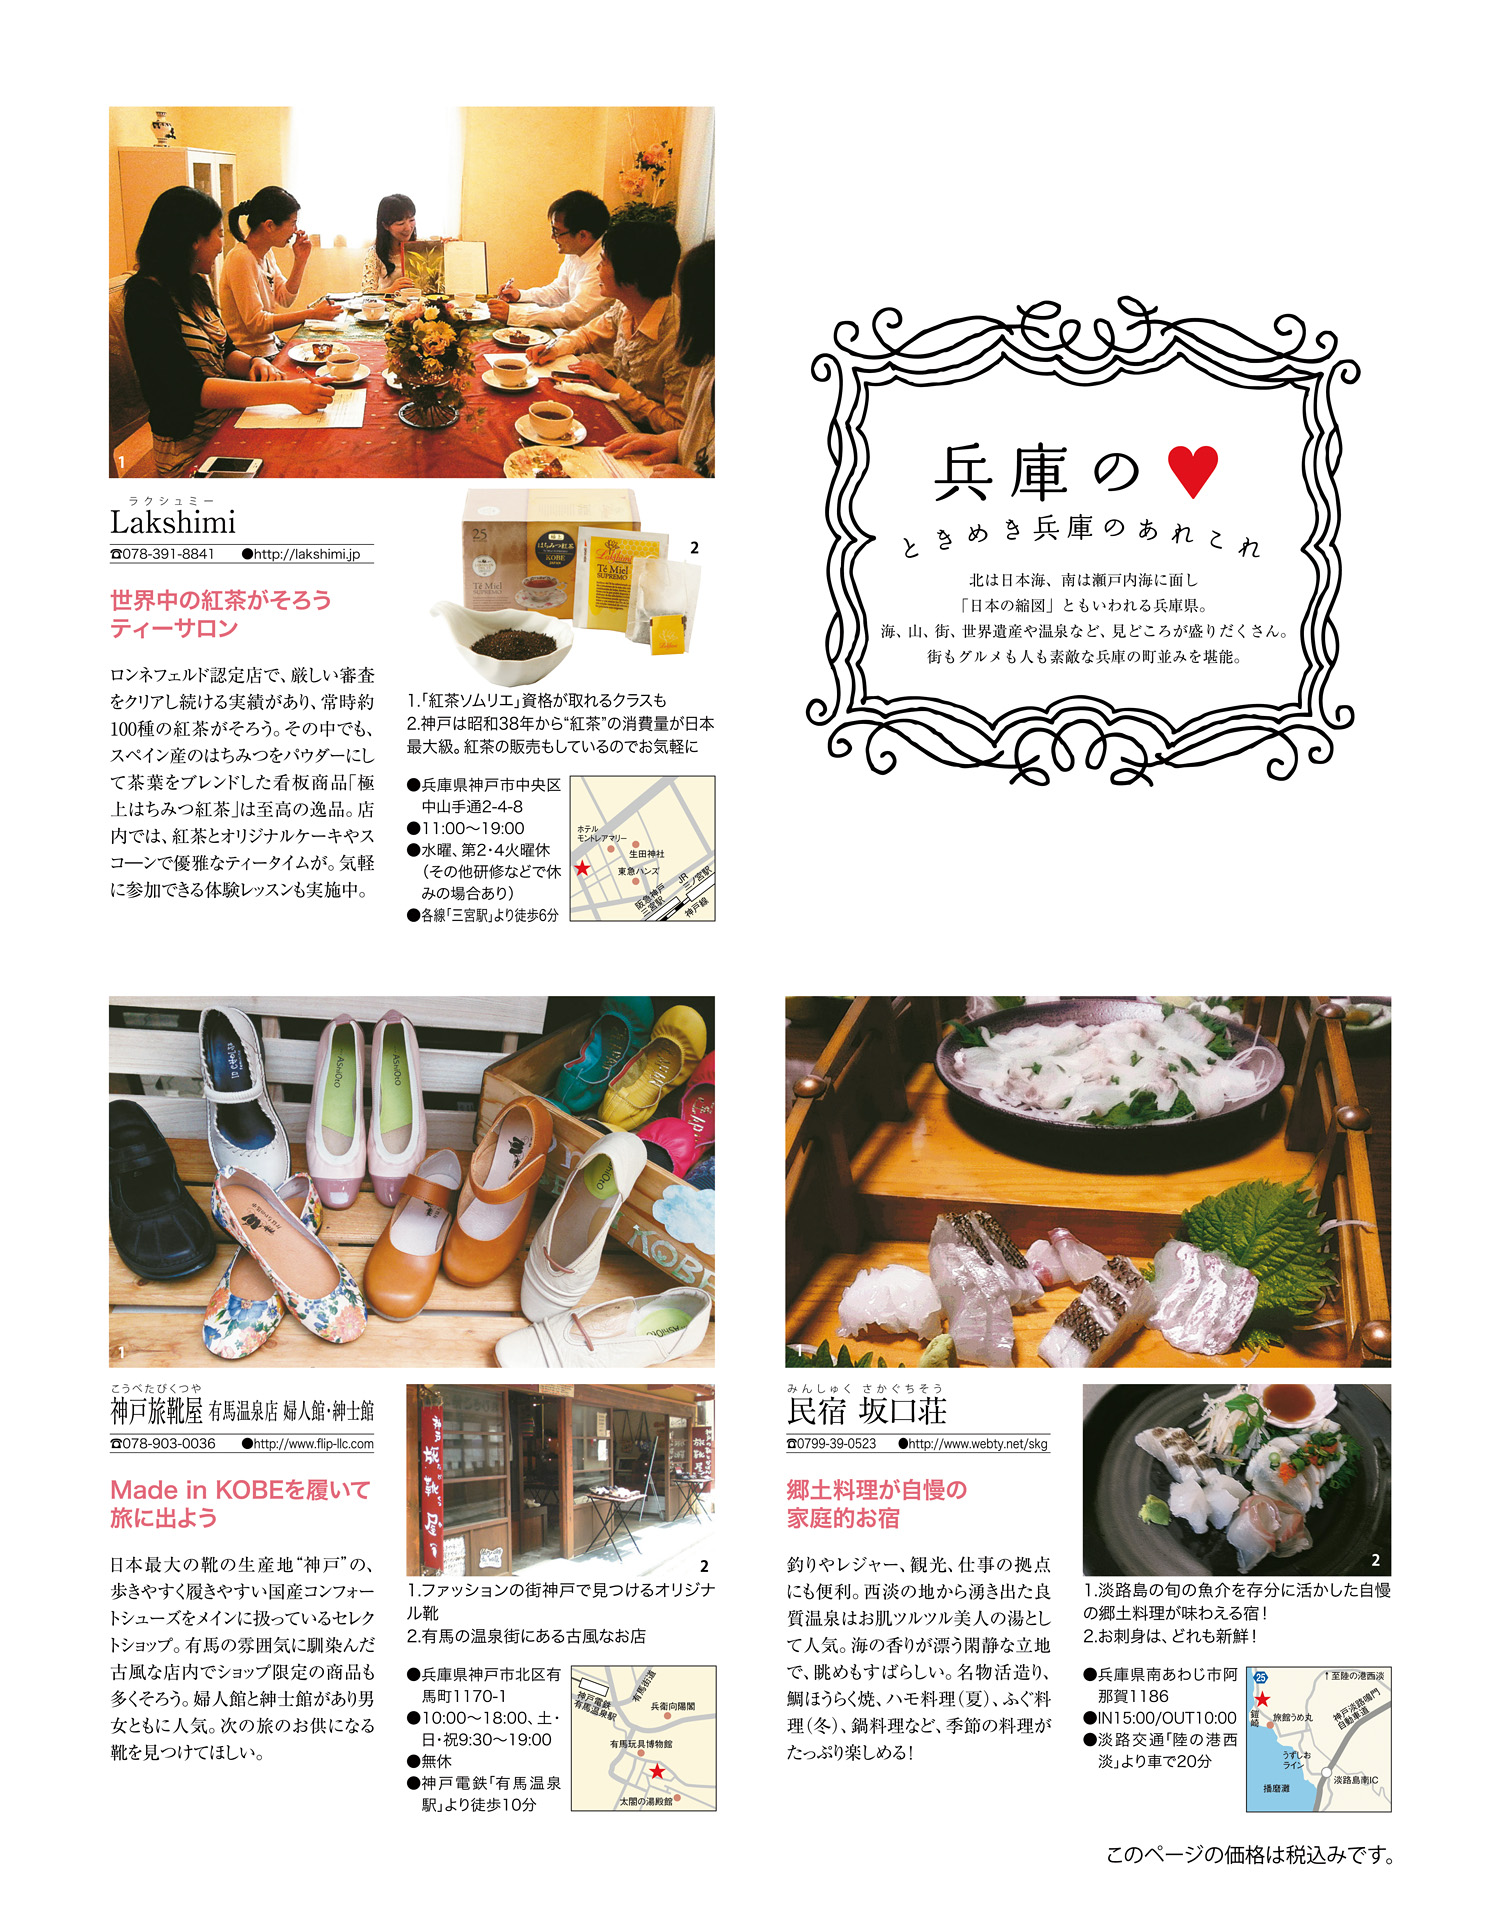 1
ラクシュミー
Lakshimi
☎078-391-8841 ●http://lakshimi.jp
世界中の紅茶がそろう
ティーサロン
ロンネフェルド認定店で、厳しい審査
をクリアし続ける実績があり、常時約
100種の紅茶がそろう。その中でも、
スペイン産のはちみつをパウダーにし
て茶葉をブレンドした看板商品「極
上はちみつ紅茶」は至高の逸品。店
内では、紅茶とオリジナルケーキやス
コーンで優雅なティータイムが。気軽
に参加できる体験レッスンも実施中。
25
はちみつ紅茶
KOBE
Té Miel
SUPREMO
Lakshimi
Té Miel
SUPREMO
2
1.「紅茶ソムリエ」資格が取れるクラスも
2.神戸は昭和38年から“紅茶”の消費量が日本
最大級。紅茶の販売もしているのでお気軽に
●兵庫県神戸市中央区
中山手通2-4-8
●11:00〜19:00
●水曜、第2・4火曜休
（その他研修などで休
みの場合あり）
●各線「三宮駅」より徒歩6分
ホテル
モントレアマリー
生田神社
東急ハンズ
阪急神戸
三宮駅
JR
三ノ宮駅
神戸線
兵庫の♥
ときめき兵庫のあれこれ
北は日本海、南は瀬戸内海に面し
「日本の縮図」ともいわれる兵庫県。
海、山、街、世界遺産や温泉など、見どころが盛りだくさん。
街もグルメも人も素敵な兵庫の町並みを堪能。
ASHIOTO
ASHIOTO
ASHIOTO
ASHIOTO
KOBE
1
こうべたびくつや
神戸旅靴屋 有馬温泉店 婦人館・紳士館
☎078-903-0036 ●http://www.flip-llc.com
Made in KOBEを履いて
旅に出よう
日本最大の靴の生産地“神戸”の、
歩きやすく履きやすい国産コンフォー
トシューズをメインに扱っているセレク
トショップ。有馬の雰囲気に馴染んだ
古風な店内でショップ限定の商品も
多くそろう。婦人館と紳士館があり男
女ともに人気。次の旅のお供になる
靴を見つけてほしい。
神戸旅靴屋
2
1.ファッションの街神戸で見つけるオリジナ
ル靴
2.有馬の温泉街にある古風なお店
●兵庫県神戸市北区有
馬町1170-1
●10:00〜18:00、土・
日・祝9:30〜19:00
●無休
●神戸電鉄「有馬温泉
駅」より徒歩10分
神戸電鉄
有馬温泉駅
有馬街道
兵衛向陽閣
有馬玩具博物館
太閤の湯殿館
1
みんしゅく さかぐちそう
民宿 坂口荘
☎0799-39-0523 ●http://www.webty.net/skg
郷土料理が自慢の
家庭的お宿
釣りやレジャー、観光、仕事の拠点
にも便利。西淡の地から湧き出た良
質温泉はお肌ツルツル美人の湯とし
て人気。海の香りが漂う閑静な立地
で、眺めもすばらしい。名物活造り、
鯛ほうらく焼、ハモ料理（夏）、ふぐ料
理（冬）、鍋料理など、季節の料理が
たっぷり楽しめる！
2
1.淡路島の旬の魚介を存分に活かした自慢
の郷土料理が味わえる宿！
2.お刺身は、どれも新鮮！
●兵庫県南あわじ市阿
那賀1186
●IN15:00/OUT10:00
●淡路交通「陸の港西
淡」より車で20分
25
↑至陸の港西淡
鎧崎
旅館うめ丸
神戸淡路鳴門
自動車道
うずしお
ライン
播磨灘
淡路島南IC
このページの価格は税込みです。